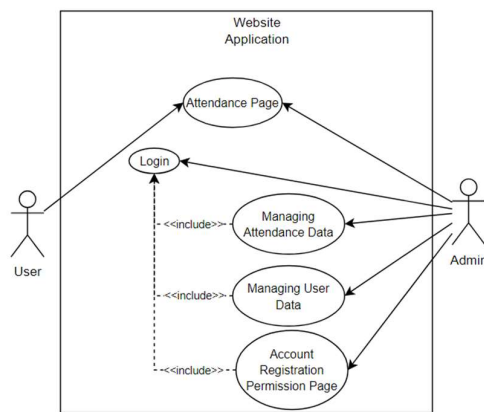 Website
Application
Attendance Page
Login
<<include>>
Managing
Attendance Data
User
Admin
<<include>>
Managing User
Data
<<include>>
Account
Registration
Permission Page